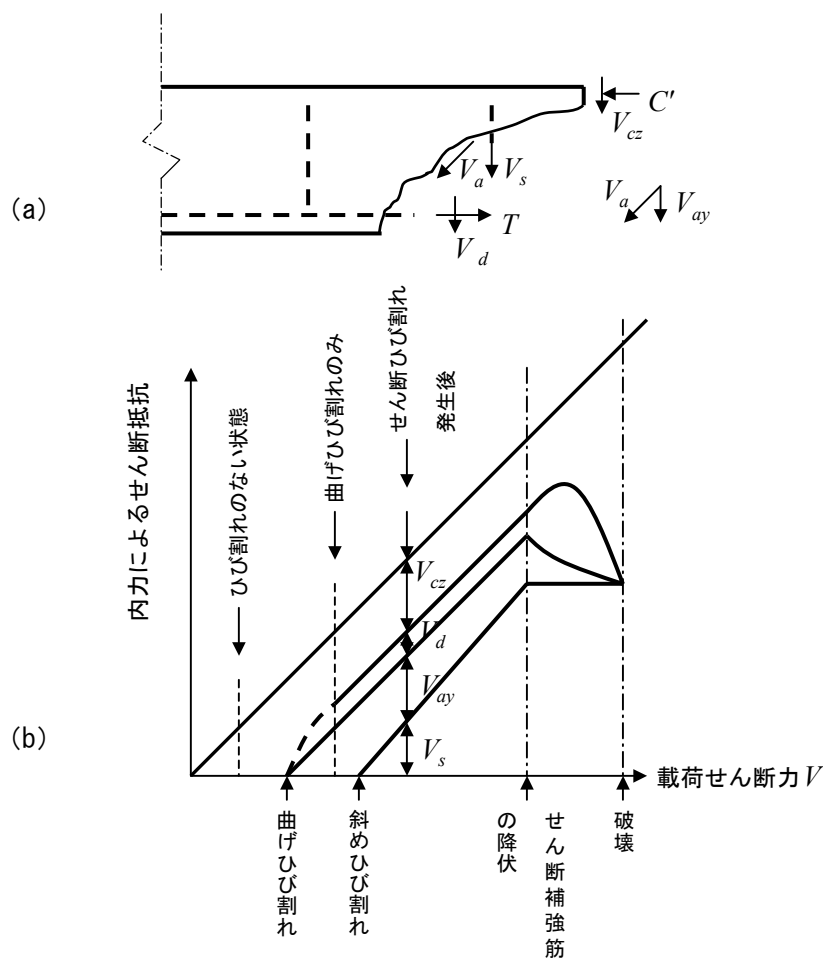 (a)
C'
V_cz
V_a
V_s
V_a
V_ay
T
V_d
(b)
内力によるせん断抵抗
ひび割れのない状態
曲げひび割れのみ
せん断ひび割れ
発生後
V_cz
V_d
V_ay
V_s
載荷せん断力 V
曲げひび割れ
斜めひび割れ
せん断補強筋
の降伏
破壊